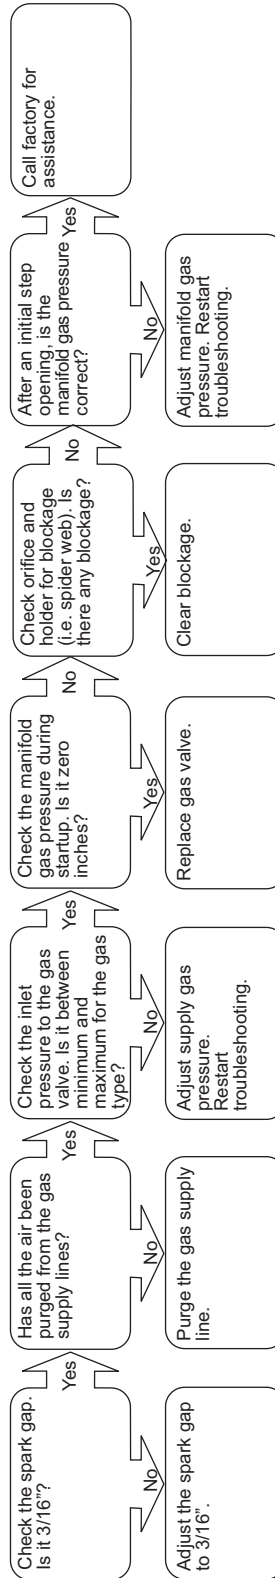 Check the spark gap.
Is it 3/16”?
Yes
No
Adjust the spark gap
to 3/16”.
Has all the air been
purged from the gas
supply lines?
Yes
No
Purge the gas supply
line.
Check the inlet
pressure to the gas
valve. Is it between
minimum and
maximum for the gas
type?
Yes
No
Adjust supply gas
pressure.
Restart
troubleshooting.
Check the manifold
gas pressure during
startup. Is it zero
inches?
No
Yes
Replace gas valve.
Check orifice and
holder for blockage
(i.e. spider web). Is
there any blockage?
No
Yes
Clear blockage.
After an initial step
opening, is the
manifold gas pressure
correct?
Yes
No
Adjust manifold gas
pressure. Restart
troubleshooting.
Call factory for
assistance.